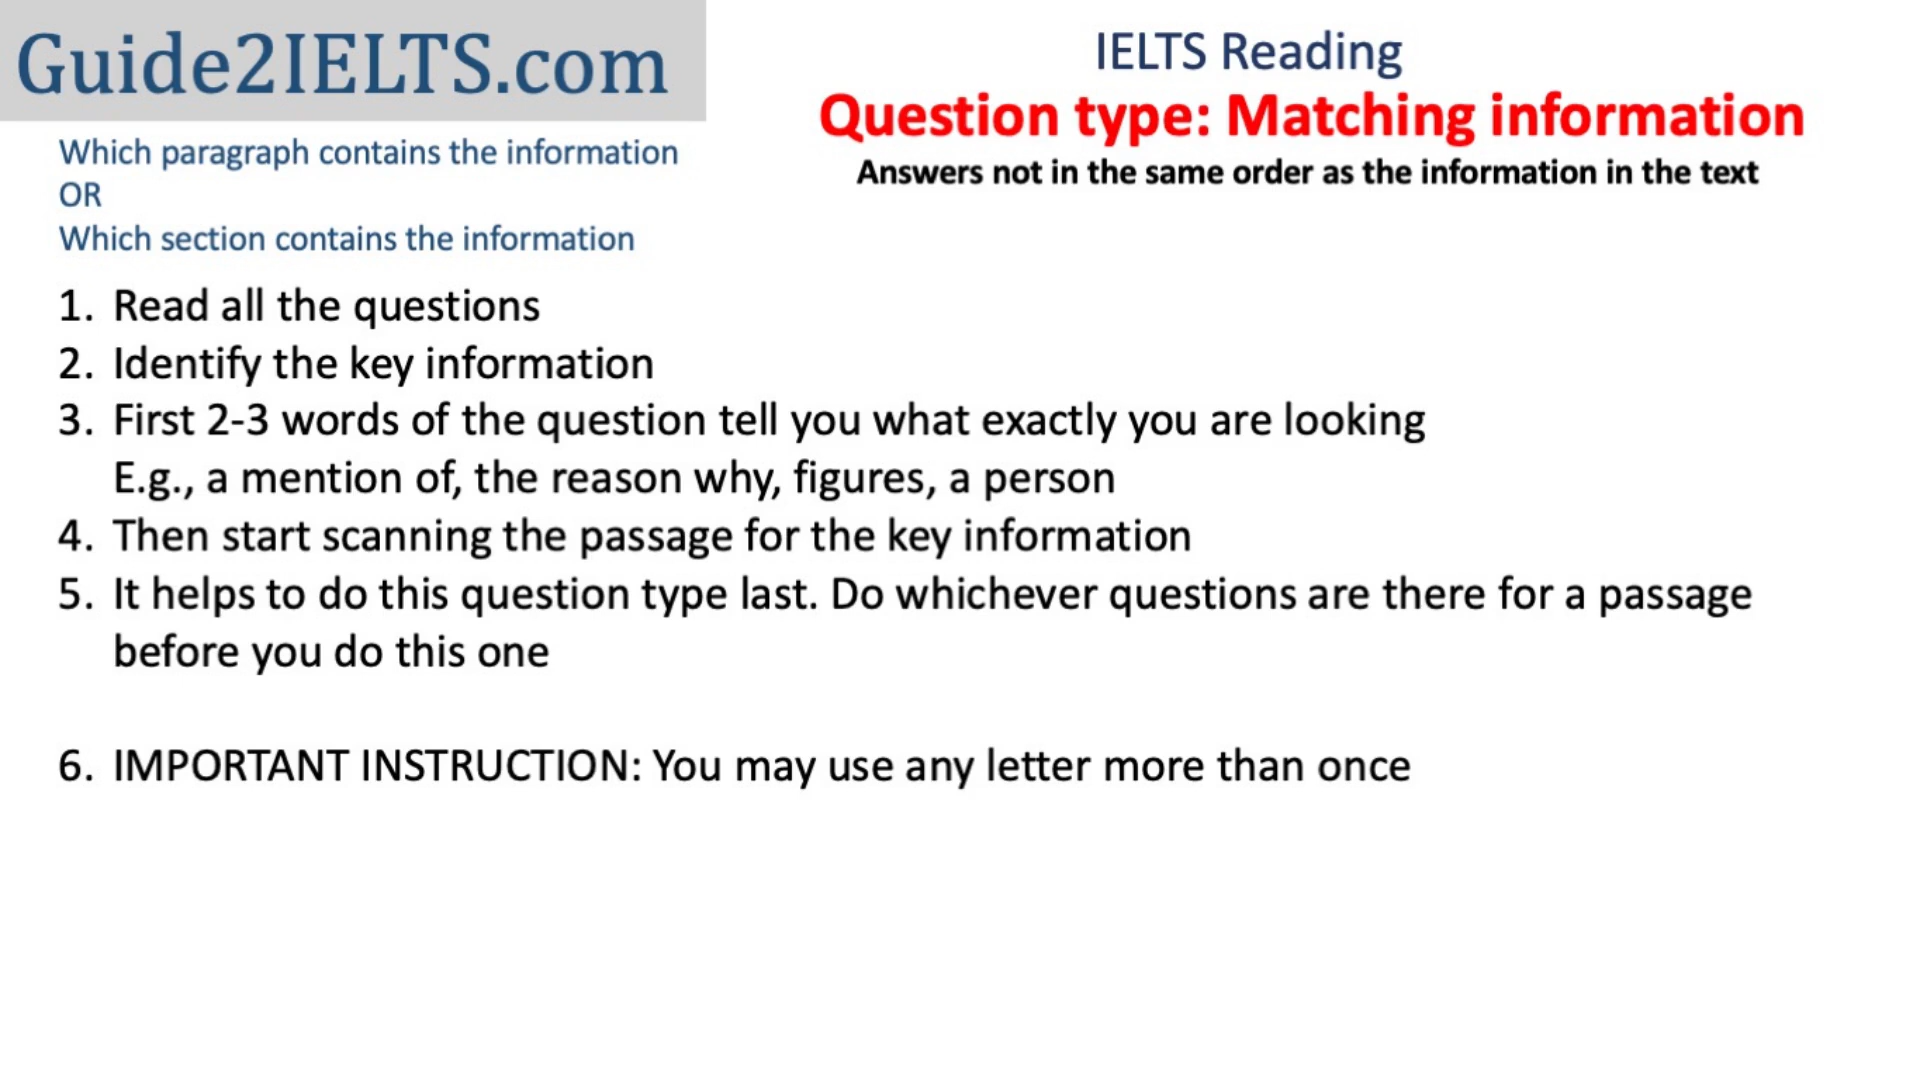 Guide2IELTS.com
IELTS Reading
Question type: Matching information
Answers not in the same order as the information in the text
Which paragraph contains the information
OR
Which section contains the information
1. Read all the questions
2. Identify the key information
3. First 2-3 words of the question tell you what exactly you are looking
E.g., a mention of, the reason why, figures, a person
4. Then start scanning the passage for the key information
5. It helps to do this question type last. Do whichever questions are there for a passage
before you do this one
6. IMPORTANT INSTRUCTION: You may use any letter more than once